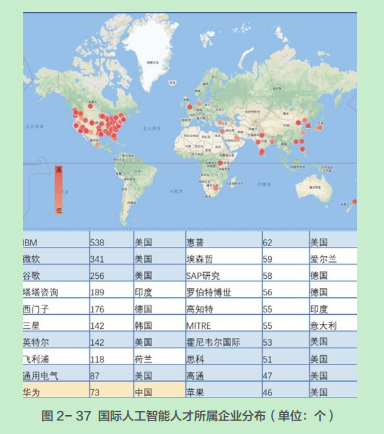 高
低
IBM 538 美国 惠普 62 美国
微软 341 美国 埃森哲 59 爱尔兰
谷歌 256 美国 SAP研究 58 德国
塔塔咨询 189 印度 罗伯特博世 56 德国
西门子 176 德国 高知特 55 印度
三星 142 韩国 MITRE 55 意大利
英特尔 142 美国 霍尼韦尔国际 53 美国
飞利浦 118 荷兰 思科 51 美国
通用电气 87 美国 高通 47 美国
华为 73 中国 苹果 46 美国
图 2- 37 国际人工智能人才所属企业分布（单位：个）